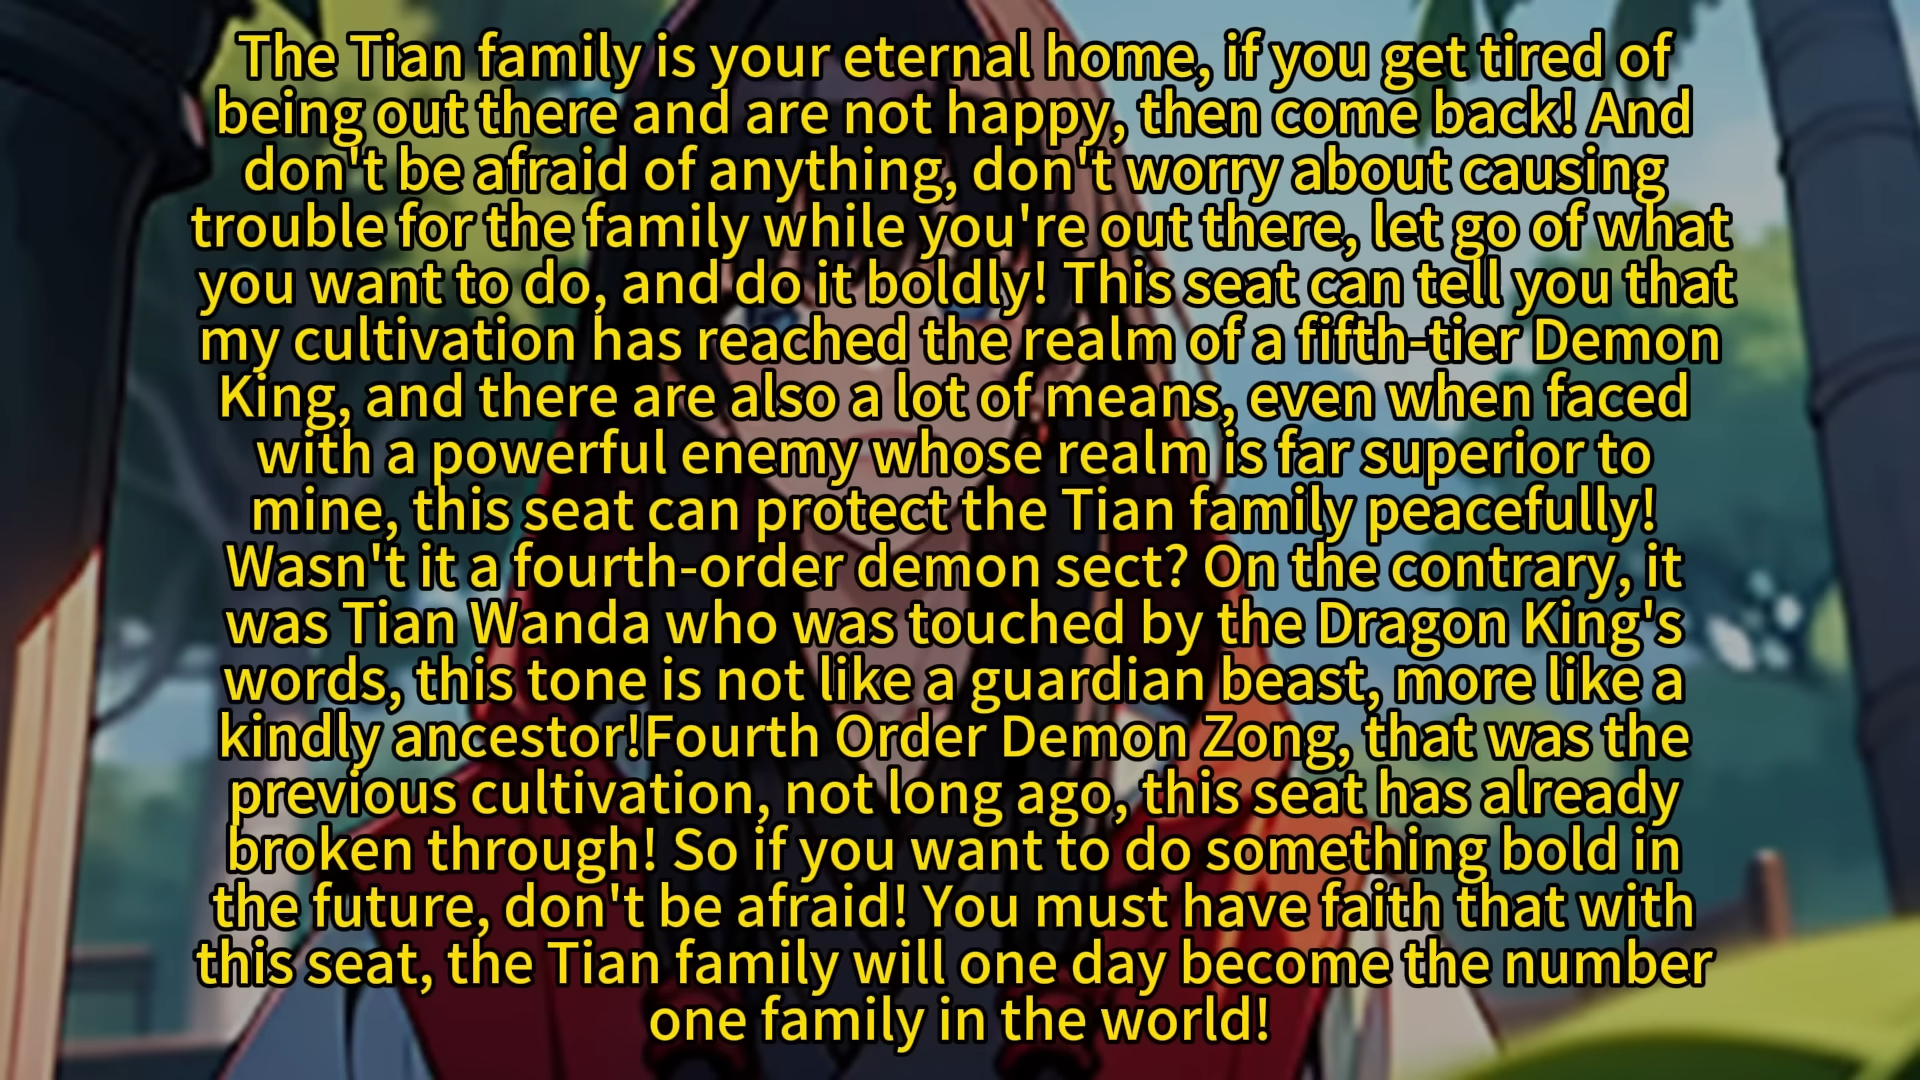 The Tian family is your eternal home, if you get tired of
being out there and are not happy, then come back! And
don't be afraid of anything, don't worry about causing
trouble for the family while you're out there, let go of what
you want to do, and do it boldly! This seat can tell you that
my cultivation has reached the realm of a fifth-tier Demon
King, and there are also a lot of means, even when faced
with a powerful enemy whose realm is far superior to
mine, this seat can protect the Tian family peacefully!
Wasn't it a fourth-order demon sect? On the contrary, it
was Tian Wanda who was touched by the Dragon King's
words, this tone is not like a guardian beast, more like a
kindly ancestor!Fourth Order Demon Zong, that was the
previous cultivation, not long ago, this seat has already
broken through! So if you want to do something bold in
the future, don't be afraid! You must have faith that with
this seat, the Tian family will one day become the number
one family in the world!